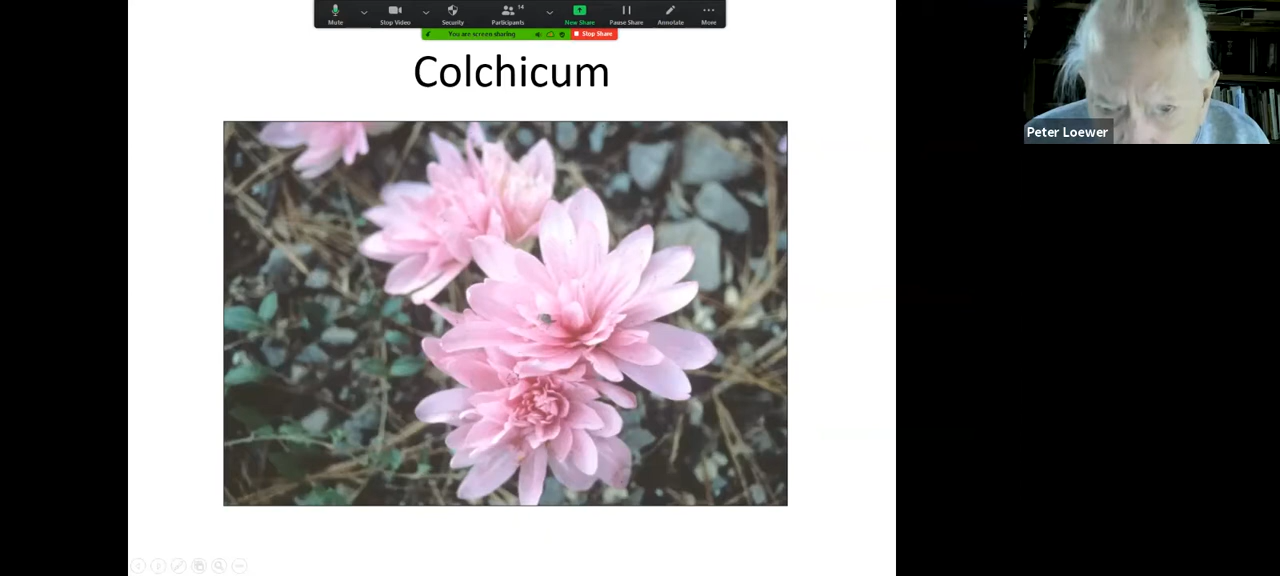 Mute
Stop Video
Security
Participants
14
New Share
Pause Share
Annotate
More
You are screen sharing
Stop Share
Colchicum
Peter Loewer